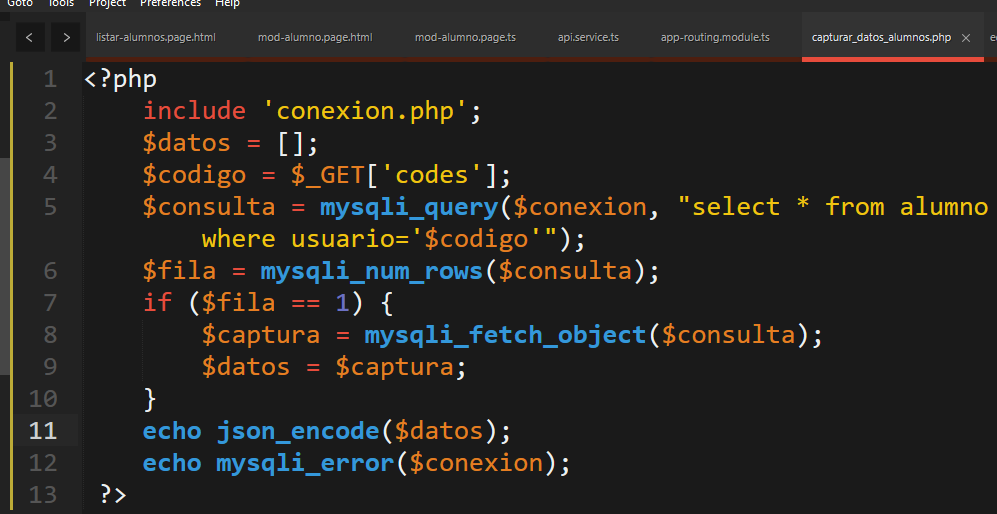 Goto Tools Project Preferences Help
< > listar-alumnos.page.html mod-alumno.page.html mod-alumno.page.ts api.service.ts app-routing.module.ts capturar_datos_alumnos.php ×
1 <?php
2 include 'conexion.php';
3 $datos = [];
4 $codigo = $_GET['codes'];
5 $consulta = mysqli_query($conexion, "select * from alumno
where usuario='$codigo'");
6 $fila = mysqli_num_rows($consulta);
7 if ($fila == 1) {
8 $captura = mysqli_fetch_object($consulta);
9 $datos = $captura;
10 }
11 echo json_encode($datos);
12 echo mysqli_error($conexion);
13 ?>